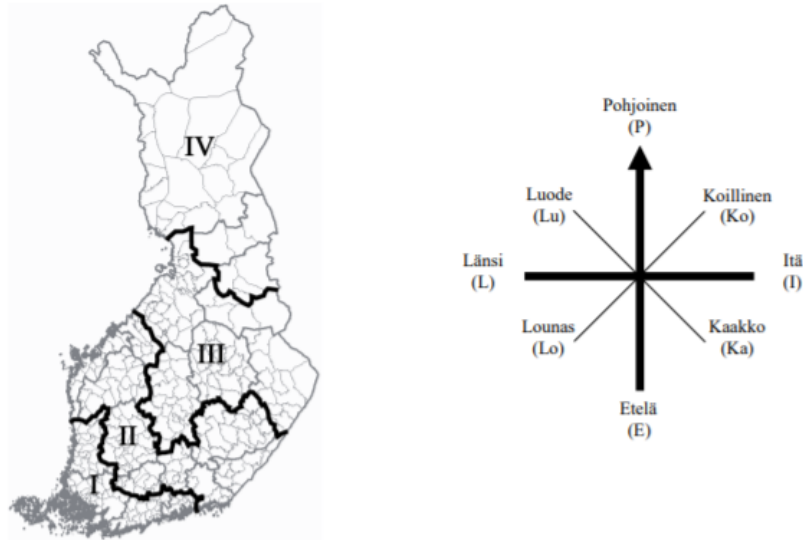 IV
III
II
I
Pohjoinen
(P)
Luode
(Lu)
Koillinen
(Ko)
Länsi
(L)
Itä
(I)
Lounas
(Lo)
Kaakko
(Ka)
Etelä
(E)